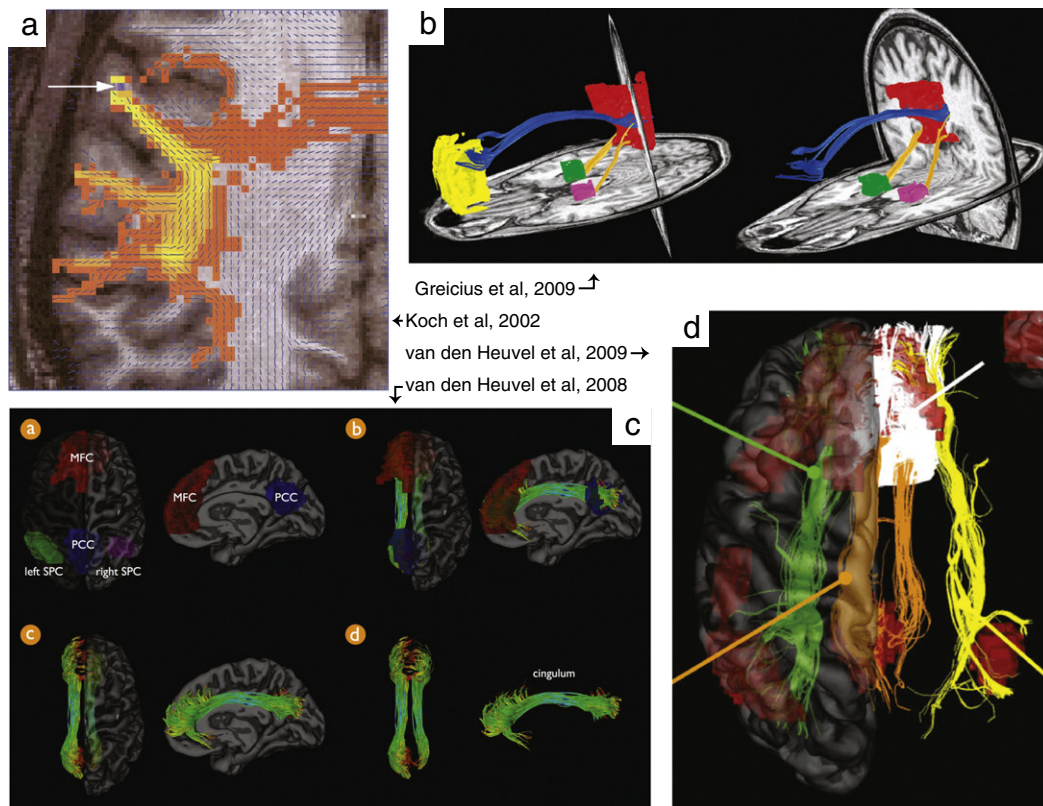 a
b
Greicius et al, 2009
Koch et al, 2002
van den Heuvel et al, 2009
van den Heuvel et al, 2008
c
a
MFC
PCC
left SPC
right SPC
MFC
PCC
b
c
d
cingulum
d